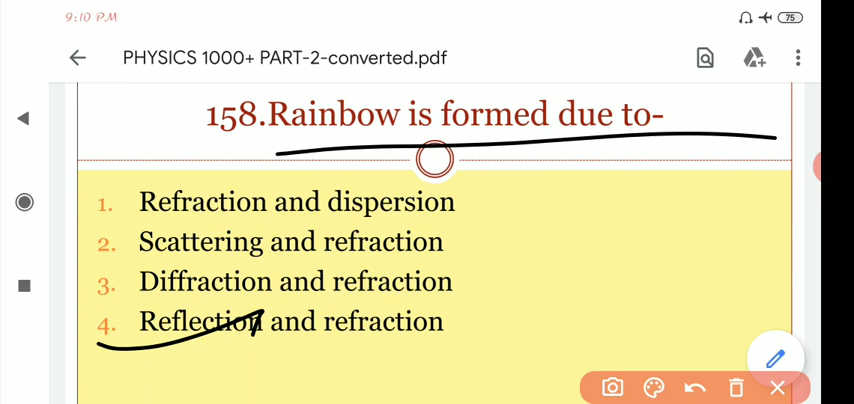 9:10 PM
75
PHYSICS 1000+ PART-2-converted.pdf
158.Rainbow is formed due to-
1. Refraction and dispersion
2. Scattering and refraction
3. Diffraction and refraction
4. Reflection and refraction